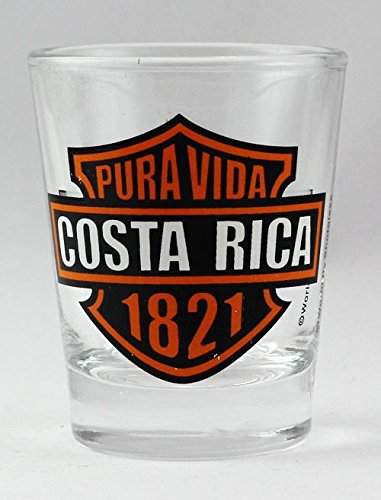 PURA VIDA
COSTA RICA
1821